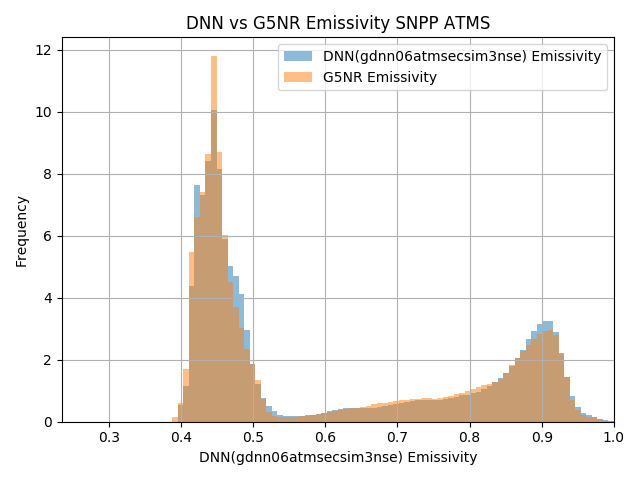 DNN vs G5NR Emissivity SNPP ATMS
DNN(gdnn06atmsecsim3nse) Emissivity
G5NR Emissivity
Frequency
12
10
8
6
4
2
0
0.3 0.4 0.5 0.6 0.7 0.8 0.9 1.0
DNN(gdnn06atmsecsim3nse) Emissivity